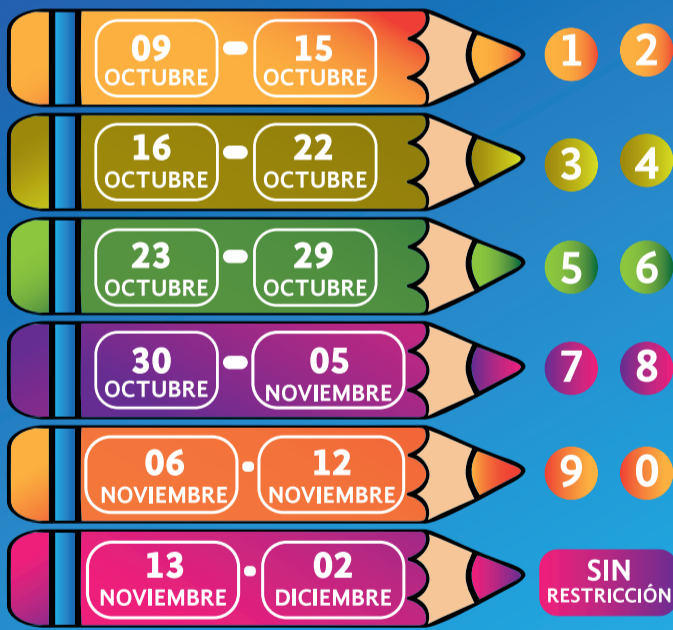 09 - 15 1 2
OCTUBRE OCTUBRE
16 - 22 3 4
OCTUBRE OCTUBRE
23 - 29 5 6
OCTUBRE OCTUBRE
30 - 05 7 8
OCTUBRE NOVIEMBRE
06 - 12 9 0
NOVIEMBRE NOVIEMBRE
13 - 02 SIN
NOVIEMBRE DICIEMBRE RESTRICCIÓN